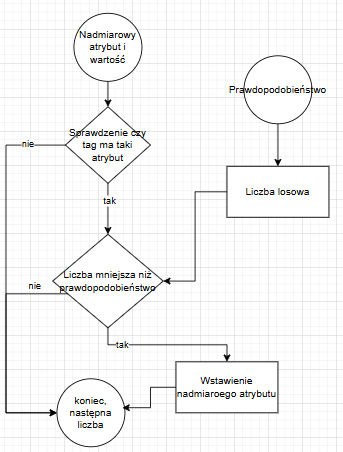 Nadmiarowy
atrybut i
wartość
Prawdopodobieństwo
Sprawdzenie czy
tag ma taki
atrybut
nie
tak
Liczba losowa
Liczba mniejsza niż
prawdopodobieństwo
nie
tak
Wstawienie
nadmiaroego atrybutu
koniec,
następna
liczba